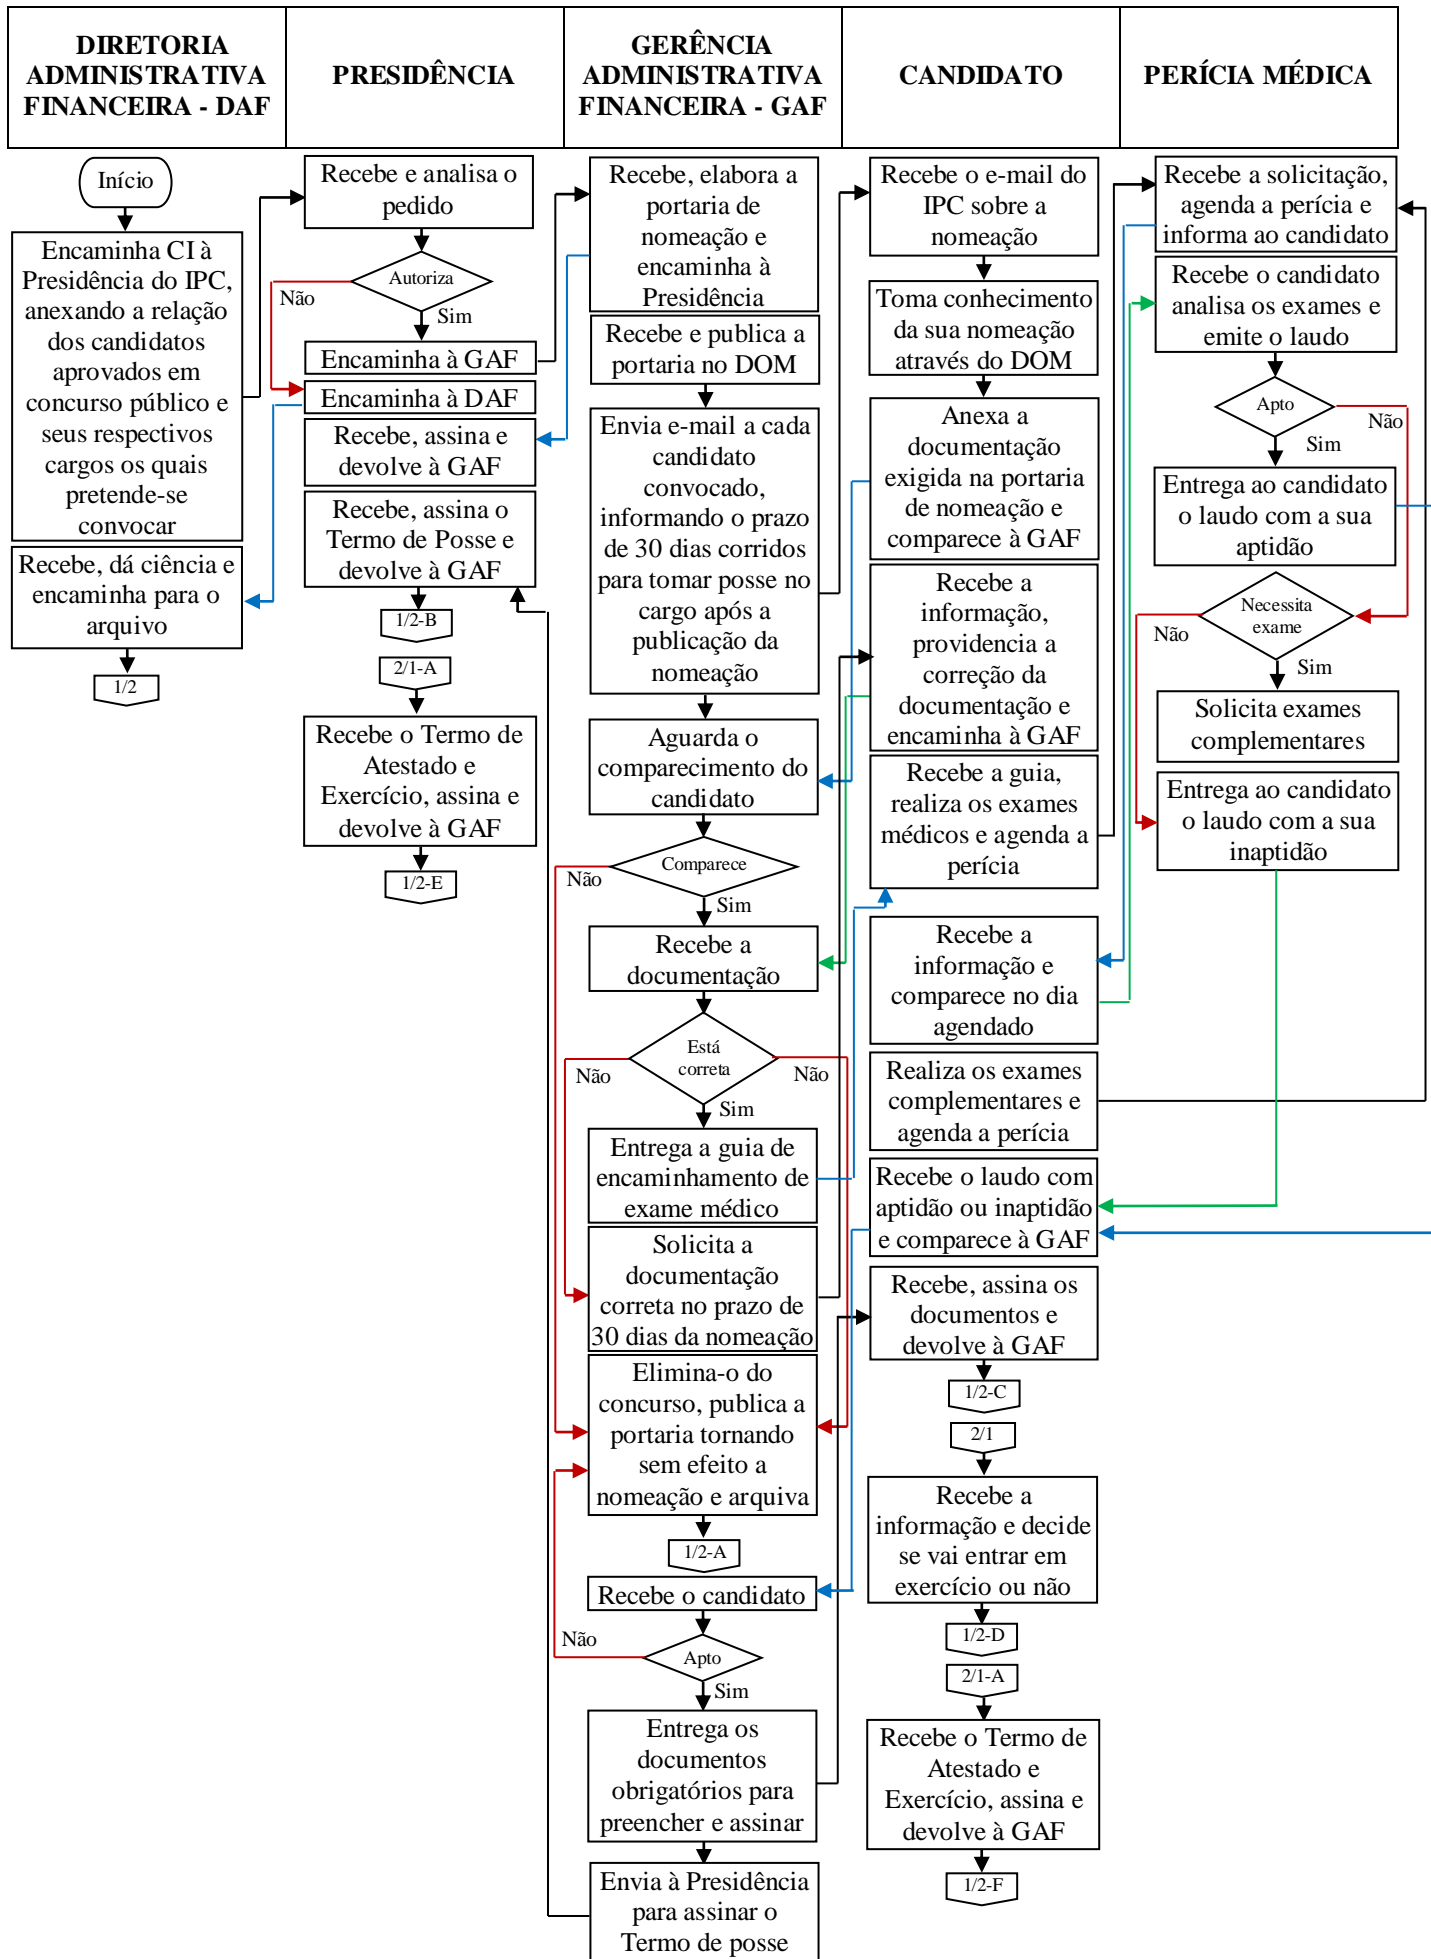 DIRETORIA
ADMINISTRATIVA
FINANCEIRA - DAF
PRESIDÊNCIA
GERÊNCIA
ADMINISTRATIVA
FINANCEIRA - GAF
CANDIDATO
PERÍCIA MÉDICA
Início
Encaminha CI à
Presidência do IPC,
anexando a relação
dos candidatos
aprovados em
concurso público e
seus respectivos
cargos os quais
pretende-se
convocar
Recebe, dá ciência e
encaminha para o
arquivo
1/2
Recebe e analisa o
pedido
Autoriza
Não
Sim
Encaminha à GAF
Encaminha à DAF
Recebe, assina e
devolve à GAF
Recebe, assina o
Termo de Posse e
devolve à GAF
1/2-B
2/1-A
Recebe o Termo de
Atestado e
Exercício, assina e
devolve à GAF
1/2-E
Recebe, elabora a
portaria de
nomeação e
encaminha à
Presidência
Recebe e publica a
portaria no DOM
Envia e-mail a cada
candidato
convocado,
informando o prazo
de 30 dias corridos
para tomar posse no
cargo após a
publicação da
nomeação
Aguarda o
comparecimento do
candidato
Comparece
Não
Sim
Recebe a
documentação
Está
correta
Não
Não
Sim
Entrega a guia de
encaminhamento de
exame médico
Solicita a
documentação
correta no prazo de
30 dias da nomeação
Elimina-o do
concurso, publica a
portaria tornando
sem efeito a
nomeação e arquiva
1/2-A
Recebe o candidato
Não
Apto
Sim
Entrega os
documentos
obrigatórios para
preencher e assinar
Envia à Presidência
para assinar o
Termo de posse
Recebe o e-mail do
IPC sobre a
nomeação
Toma conhecimento
da sua nomeação
através do DOM
Anexa a
documentação
exigida na portaria
de nomeação e
comparece à GAF
Recebe a
informação,
providencia a
correção da
documentação e
encaminha à GAF
Recebe a guia,
realiza os exames
médicos e agenda a
perícia
Recebe a
informação e
comparece no dia
agendado
Realiza os exames
complementares e
agenda a perícia
Recebe o laudo com
aptidão ou inaptidão
e comparece à GAF
Recebe, assina os
documentos e
devolve à GAF
1/2-C
2/1
Recebe a
informação e decide
se vai entrar em
exercício ou não
1/2-D
2/1-A
Recebe o Termo de
Atestado e
Exercício, assina e
devolve à GAF
1/2-F
Recebe a solicitação,
agenda a perícia e
informa ao candidato
Recebe o candidato
analisa os exames e
emite o laudo
Apto
Não
Sim
Entrega ao candidato
o laudo com a sua
aptidão
Necessita
exame
Não
Sim
Solicita exames
complementares
Entrega ao candidato
o laudo com a sua
inaptidão